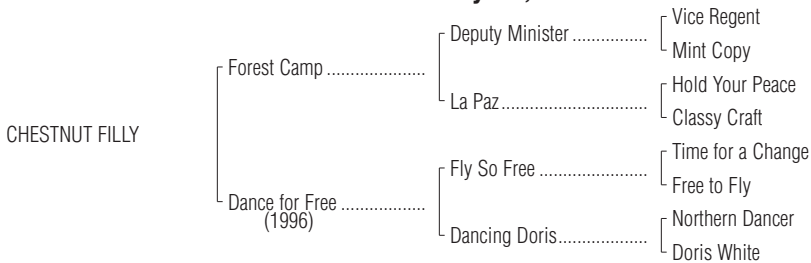 Vice Regent
Deputy Minister ................
Mint Copy
Forest Camp .....................
Hold Your Peace
La Paz ...............................
Classy Craft
CHESTNUT FILLY
Time for a Change
Fly So Free .......................
Free to Fly
Dance for Free ..................
(1996)
Northern Dancer
Dancing Doris...................
Doris White